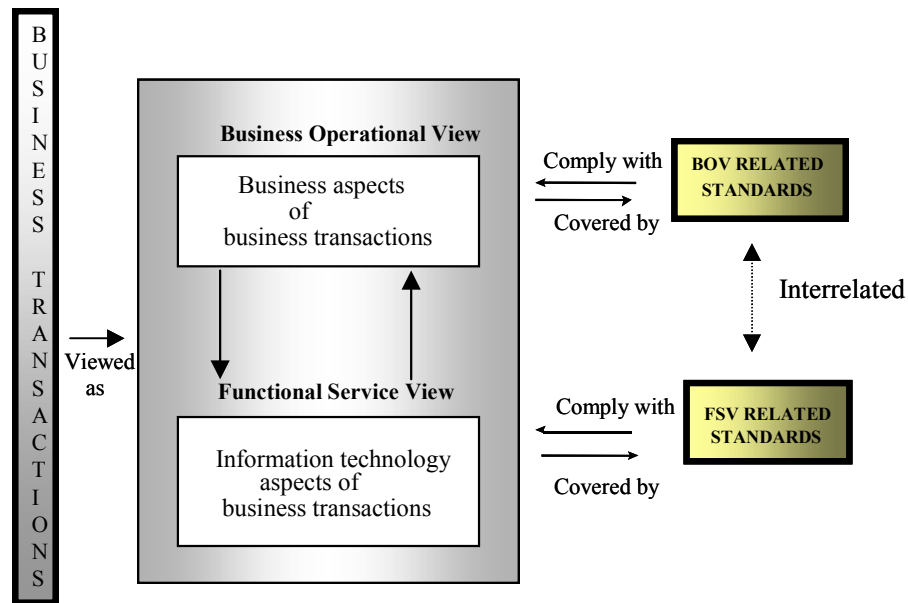 BUSINESS TRANSACTIONS
Viewed
as
Business Operational View
Business aspects
of
business transactions
Functional Service View
Information technology
aspects of
business transactions
Comply with
Covered by
BOV RELATED
STANDARDS
Interrelated
Comply with
Covered by
FSV RELATED
STANDARDS